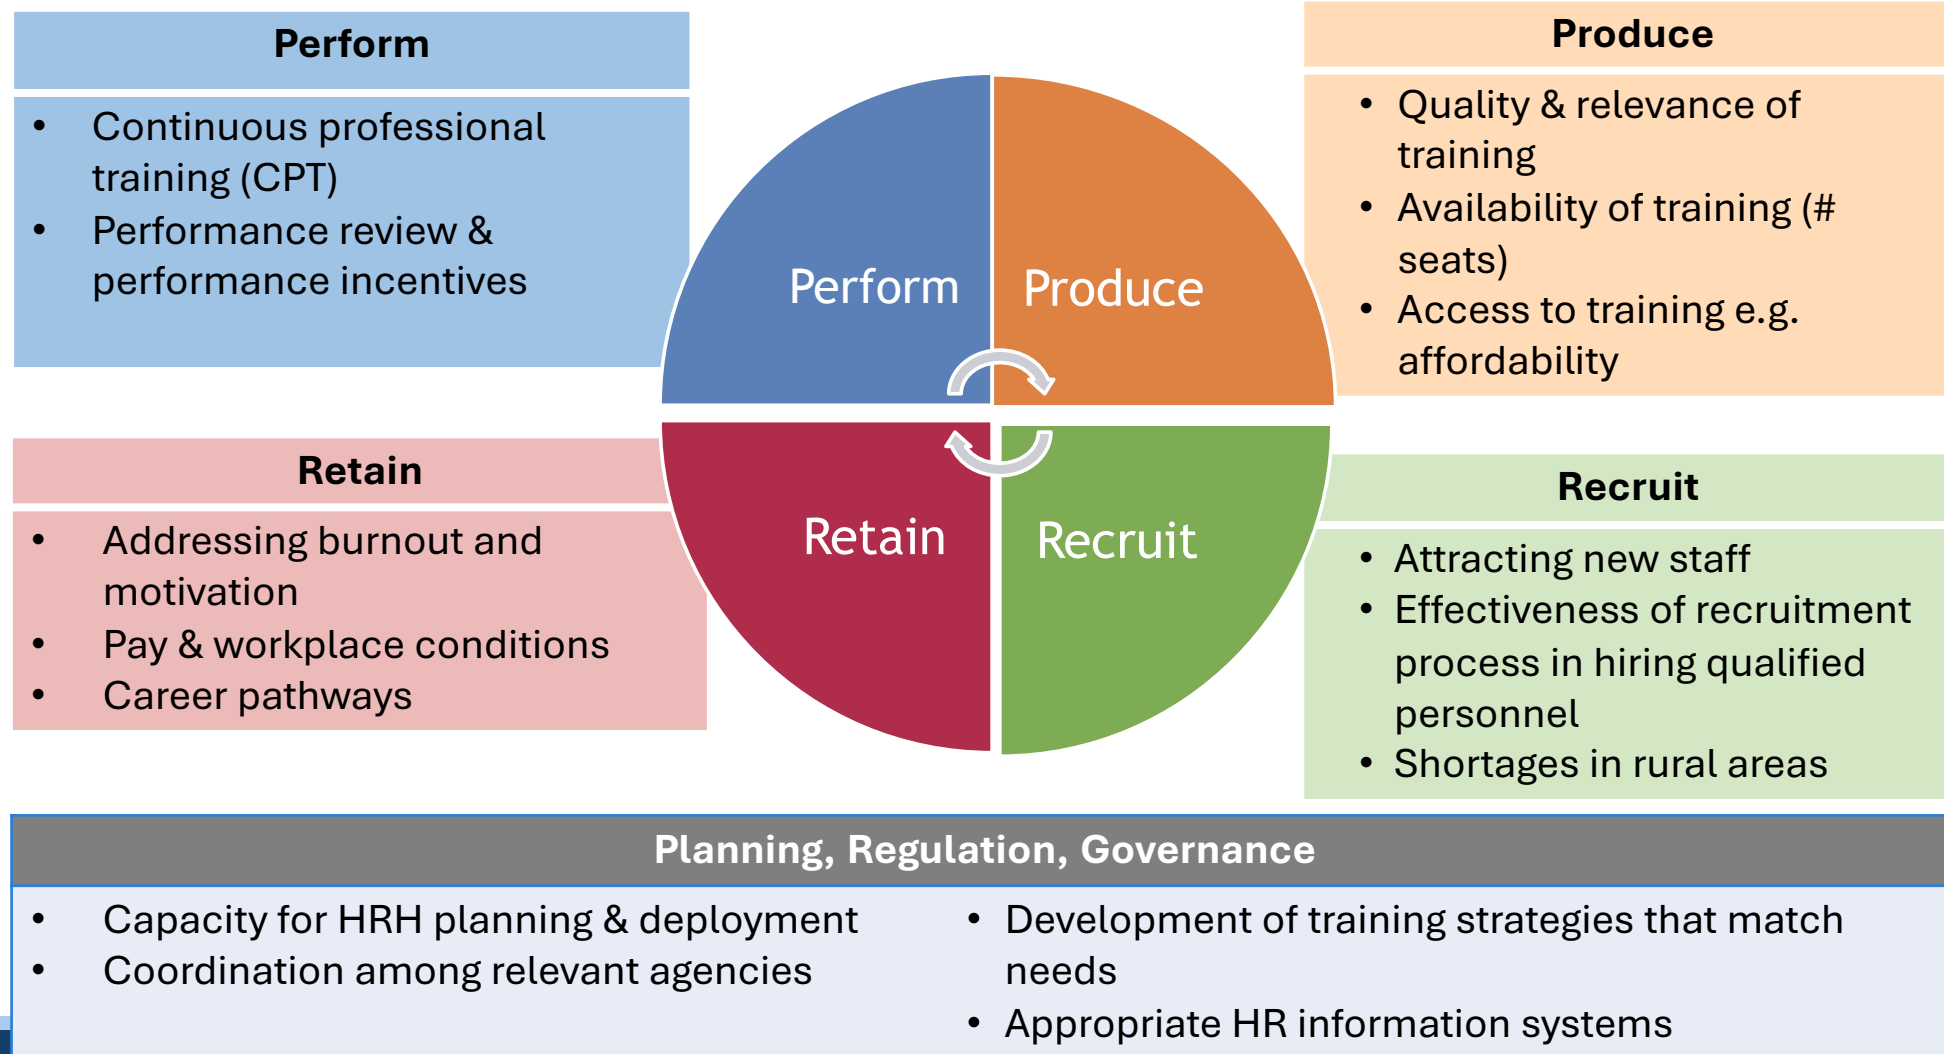 Perform
• Continuous professional
training (CPT)
• Performance review &
performance incentives
Produce
• Quality & relevance of
training
• Availability of training (#
seats)
• Access to training e.g.
affordability
Perform
Produce
Retain
Recruit
Retain
• Addressing burnout and
motivation
• Pay & workplace conditions
• Career pathways
Recruit
• Attracting new staff
• Effectiveness of recruitment
process in hiring qualified
personnel
• Shortages in rural areas
Planning, Regulation, Governance
• Capacity for HRH planning & deployment
• Coordination among relevant agencies
• Development of training strategies that match
needs
• Appropriate HR information systems